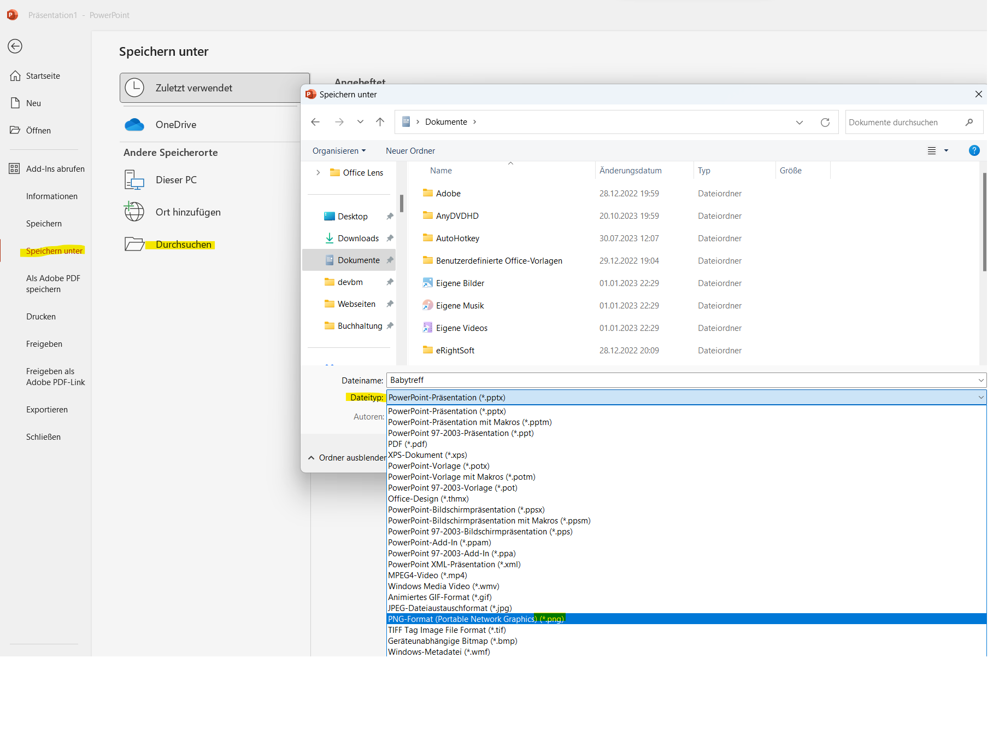 Präsentation1 - PowerPoint
Startseite
Neu
Öffnen
Add-Ins abrufen
Informationen
Speichern
Speichern unter
Als Adobe PDF
speichern
Drucken
Freigeben
Freigeben als
Adobe PDF-Link
Exportieren
Schließen
Speichern unter
Zuletzt verwendet
OneDrive
Andere Speicherorte
Dieser PC
Ort hinzufügen
Durchsuchen
Angeheftet
Speichern unter
Dokumente
Dokumente durchsuchen
Organisieren
Neuer Ordner
Office Lens
Desktop
Downloads
Dokumente
devbm
Webseiten
Buchhaltung
Name Änderungsdatum Typ Größe
Adobe 28.12.2022 19:59 Dateiordner
AnyDVDHD 20.10.2023 19:59 Dateiordner
AutoHotkey 30.07.2023 12:07 Dateiordner
Benutzerdefinierte Office-Vorlagen 29.12.2022 19:04 Dateiordner
Eigene Bilder 01.01.2023 22:29 Dateiordner
Eigene Musik 01.01.2023 22:29 Dateiordner
Eigene Videos 01.01.2023 22:29 Dateiordner
eRightSoft 28.12.2022 20:09 Dateiordner
Dateiname: Babytreff
Dateityp: PowerPoint-Präsentation (*.pptx)
Autoren:
Ordner ausblenden
PowerPoint-Präsentation (*.pptx)
PowerPoint-Präsentation mit Makros (*.pptm)
PowerPoint 97-2003-Präsentation (*.ppt)
PDF (*.pdf)
XPS-Dokument (*.xps)
PowerPoint-Vorlage (*.potx)
PowerPoint-Vorlage mit Makros (*.potm)
PowerPoint 97-2003-Vorlage (*.pot)
Office-Design (*.thmx)
PowerPoint-Bildschirmpräsentation (*.ppsx)
PowerPoint-Bildschirmpräsentation mit Makros (*.ppsm)
PowerPoint 97-2003-Bildschirmpräsentation (*.pps)
PowerPoint-Add-In (*.ppam)
PowerPoint 97-2003-Add-In (*.ppa)
PowerPoint XML-Präsentation (*.xml)
MPEG4-Video (*.mp4)
Windows Media Video (*.wmv)
Animiertes GIF-Format (*.gif)
JPEG-Dateiaustauschformat (*.jpg)
PNG-Format (Portable Network Graphics) (*.png)
TIFF Tag Image File Format (*.tif)
Geräteunabhängige Bitmap (*.bmp)
Windows-Metadatei (*.wmf)